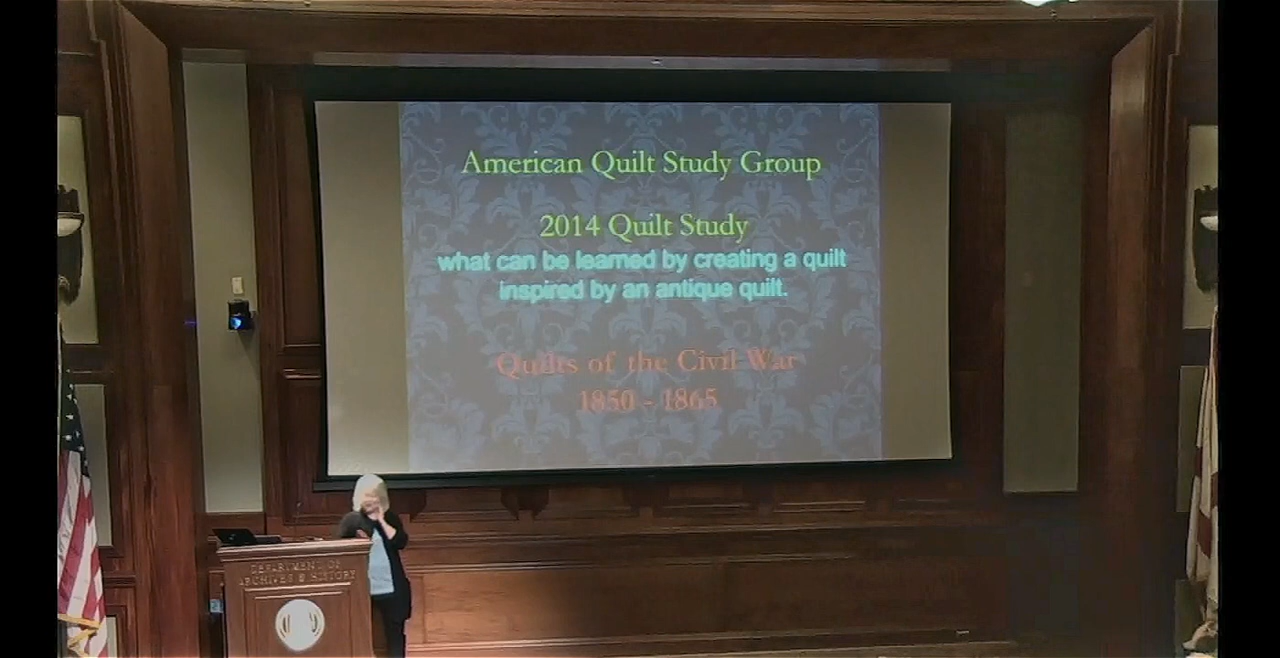 American Quilt Study Group
2014 Quilt Study
what can be learned by creating a quilt
inspired by an antique quilt.
Quilts of the Civil War
1850 - 1865
DEPARTMENT OF
ARCHIVES & HISTORY